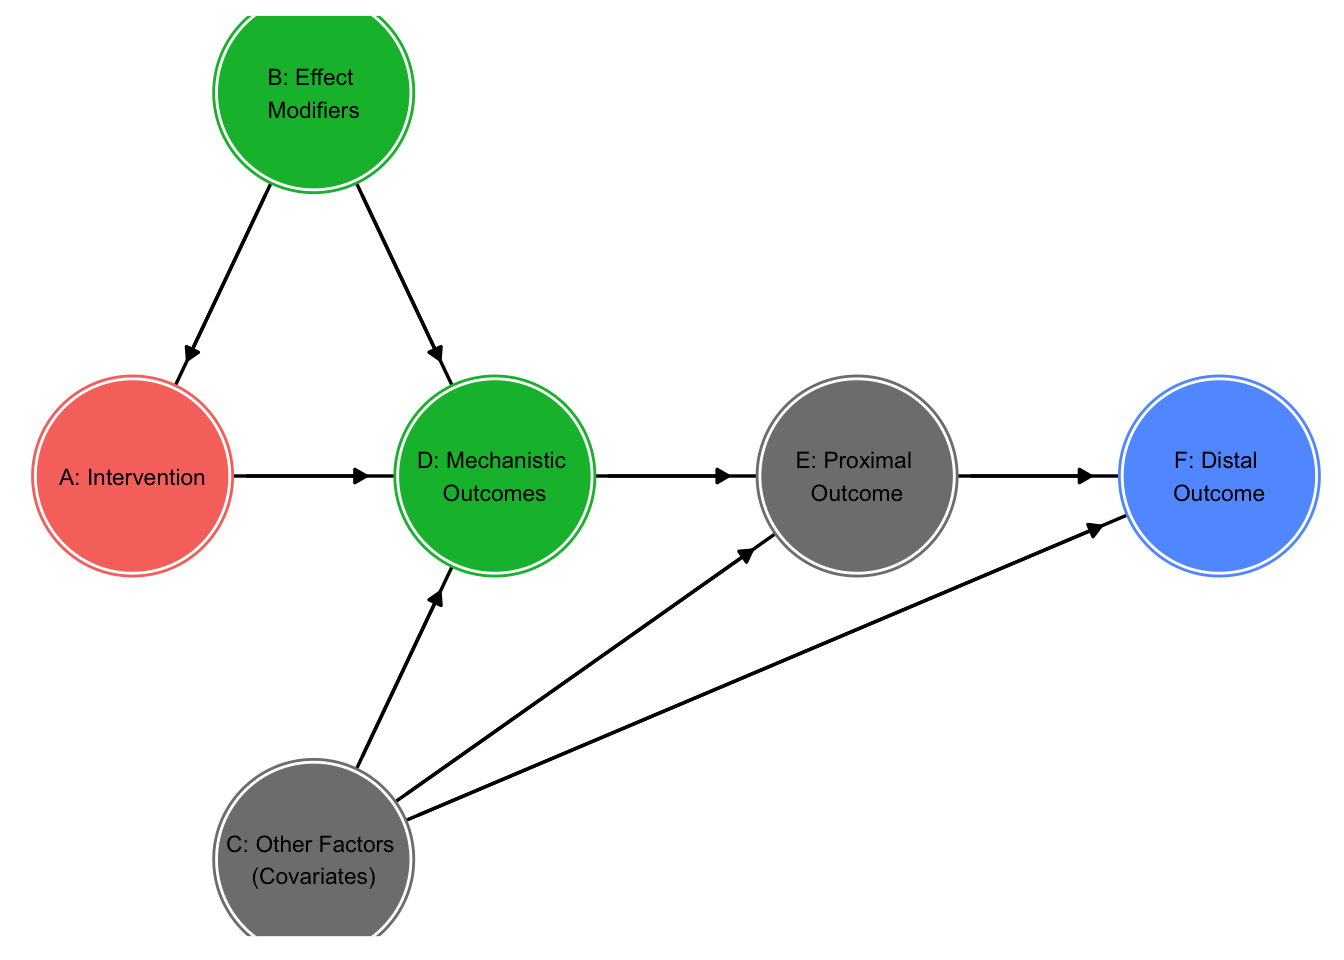 B: Effect
Modifiers
A: Intervention
D: Mechanistic
Outcomes
E: Proximal
Outcome
F: Distal
Outcome
C: Other Factors
(Covariates)